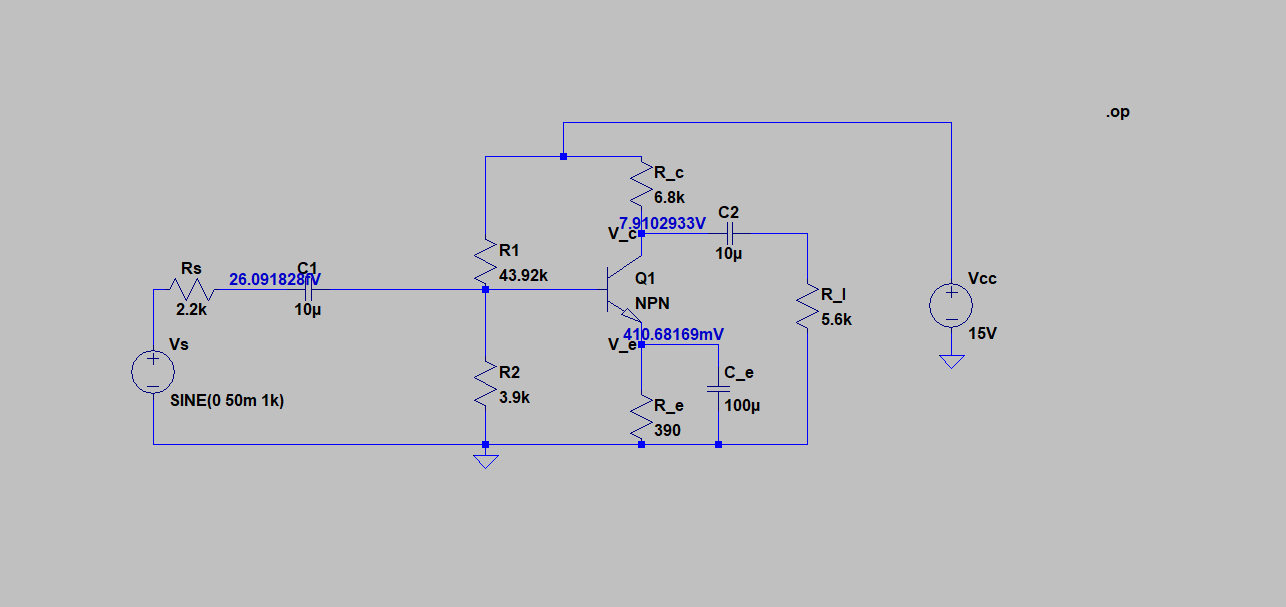 .op
R_c
6.8k
C2
7.9102933V
V_c
10µ
R1
43.92k
Rs
C1
26.091828fV
2.2k
10µ
Q1
NPN
Vcc
15V
R_l
5.6k
410.68169mV
V_e
Vs
SINE(0 50m 1k)
R2
3.9k
C_e
100µ
R_e
390